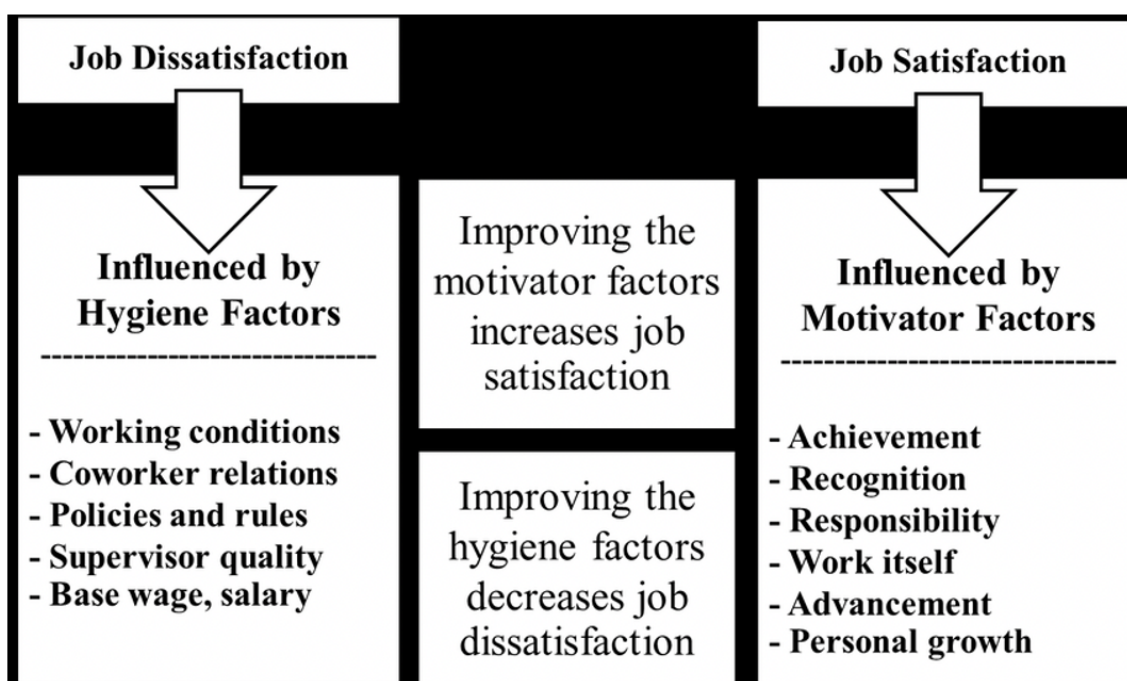 Job Dissatisfaction
Influenced by
Hygiene Factors
--------------------------------
- Working conditions
- Coworker relations
- Policies and rules
- Supervisor quality
- Base wage, salary
Improving the
motivator factors
increases job
satisfaction
Improving the
hygiene factors
decreases job
dissatisfaction
Job Satisfaction
Influenced by
Motivator Factors
--------------------------------
- Achievement
- Recognition
- Responsibility
- Work itself
- Advancement
- Personal growth